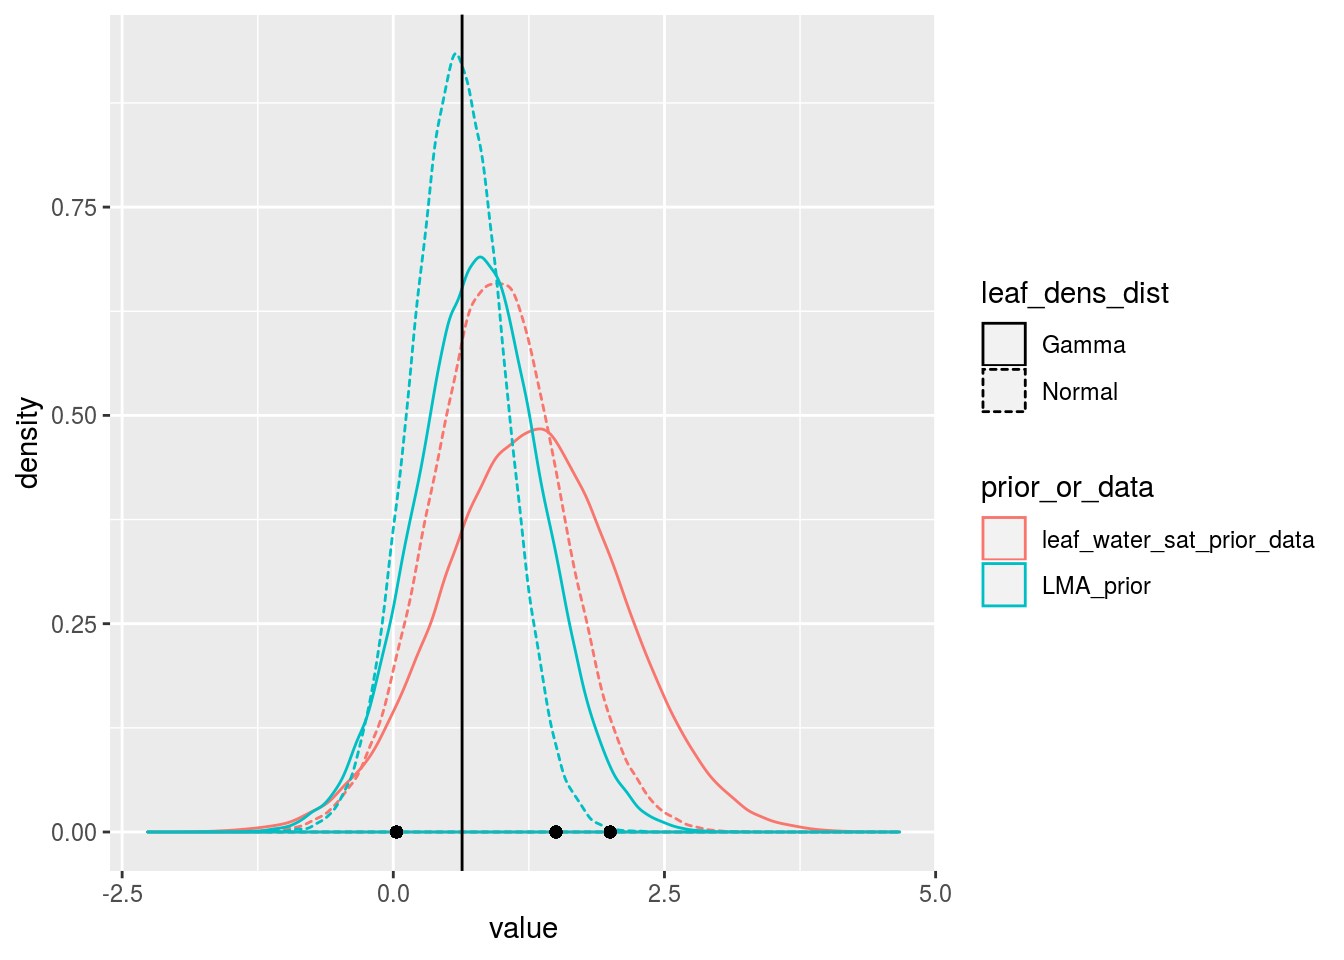 density
0.75
0.50
0.25
0.00
-2.5
0.0
2.5
5.0
value
leaf_dens_dist
Gamma
Normal
prior_or_data
leaf_water_sat_prior_data
LMA_prior